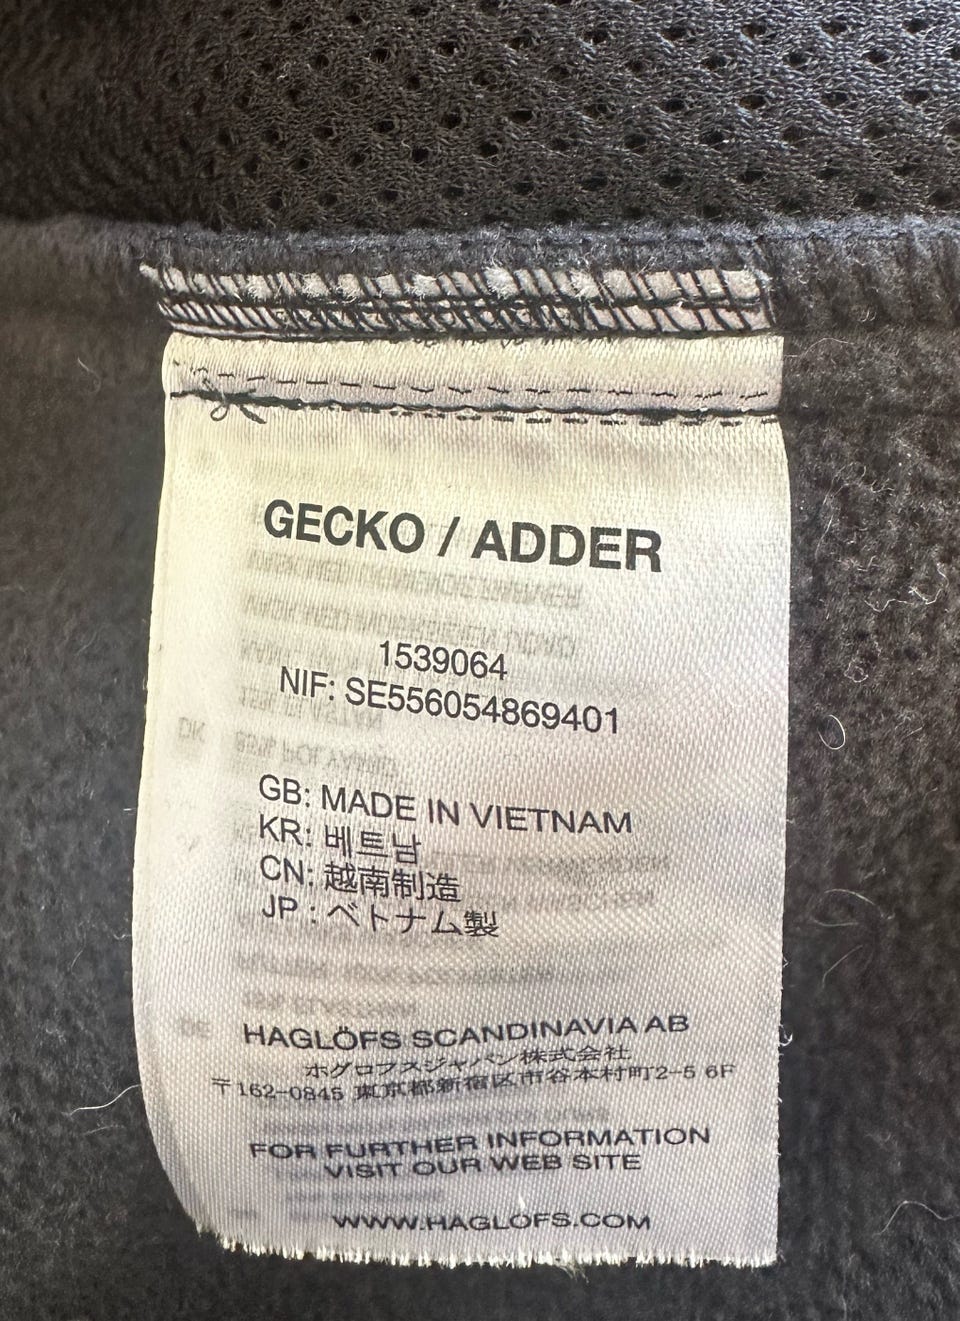 GECKO / ADDER
1539064
NIF: SE556054869401
GB: MADE IN VIETNAM
KR: 베트남
CN: 越南制造
JP : ベトナム製
HAGLÖFS SCANDINAVIA AB
ホグロフスジャパン株式会社
〒162-0845 東京都新宿区市谷本村町2-5 6F
FOR FURTHER INFORMATION
VISIT OUR WEB SITE
WWW.HAGLOFS.COM